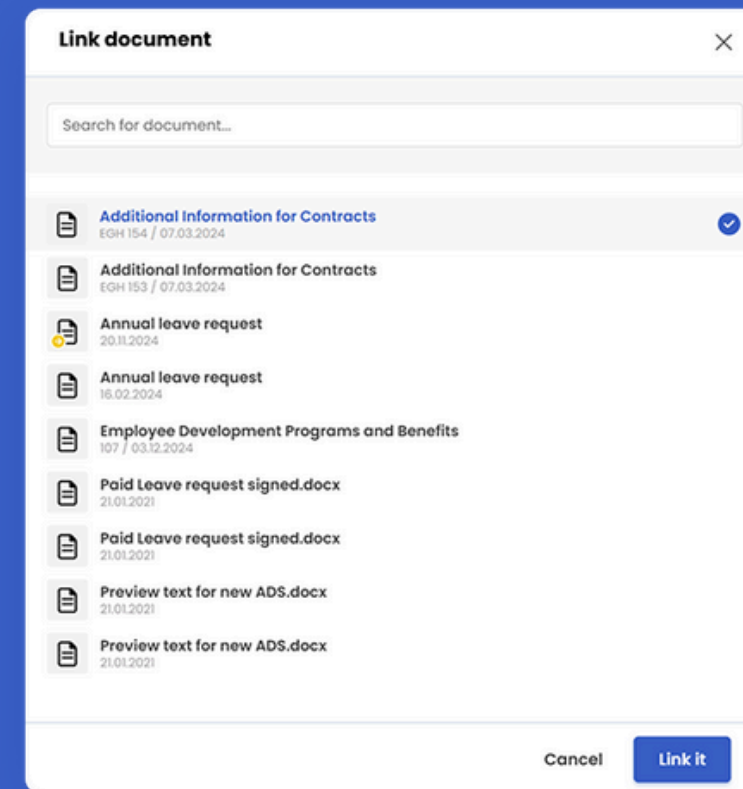 Link document
Search for document...
Additional Information for Contracts
EGH 154 / 07.03.2024
Additional Information for Contracts
EGH 153 / 07.03.2024
Annual leave request
20.11.2024
Annual leave request
16.02.2024
Employee Development Programs and Benefits
107 / 03.12.2024
Paid Leave request signed.docx
21.01.2021
Paid Leave request signed.docx
21.01.2021
Preview text for new ADS.docx
21.01.2021
Preview text for new ADS.docx
21.01.2021
Cancel
Link it